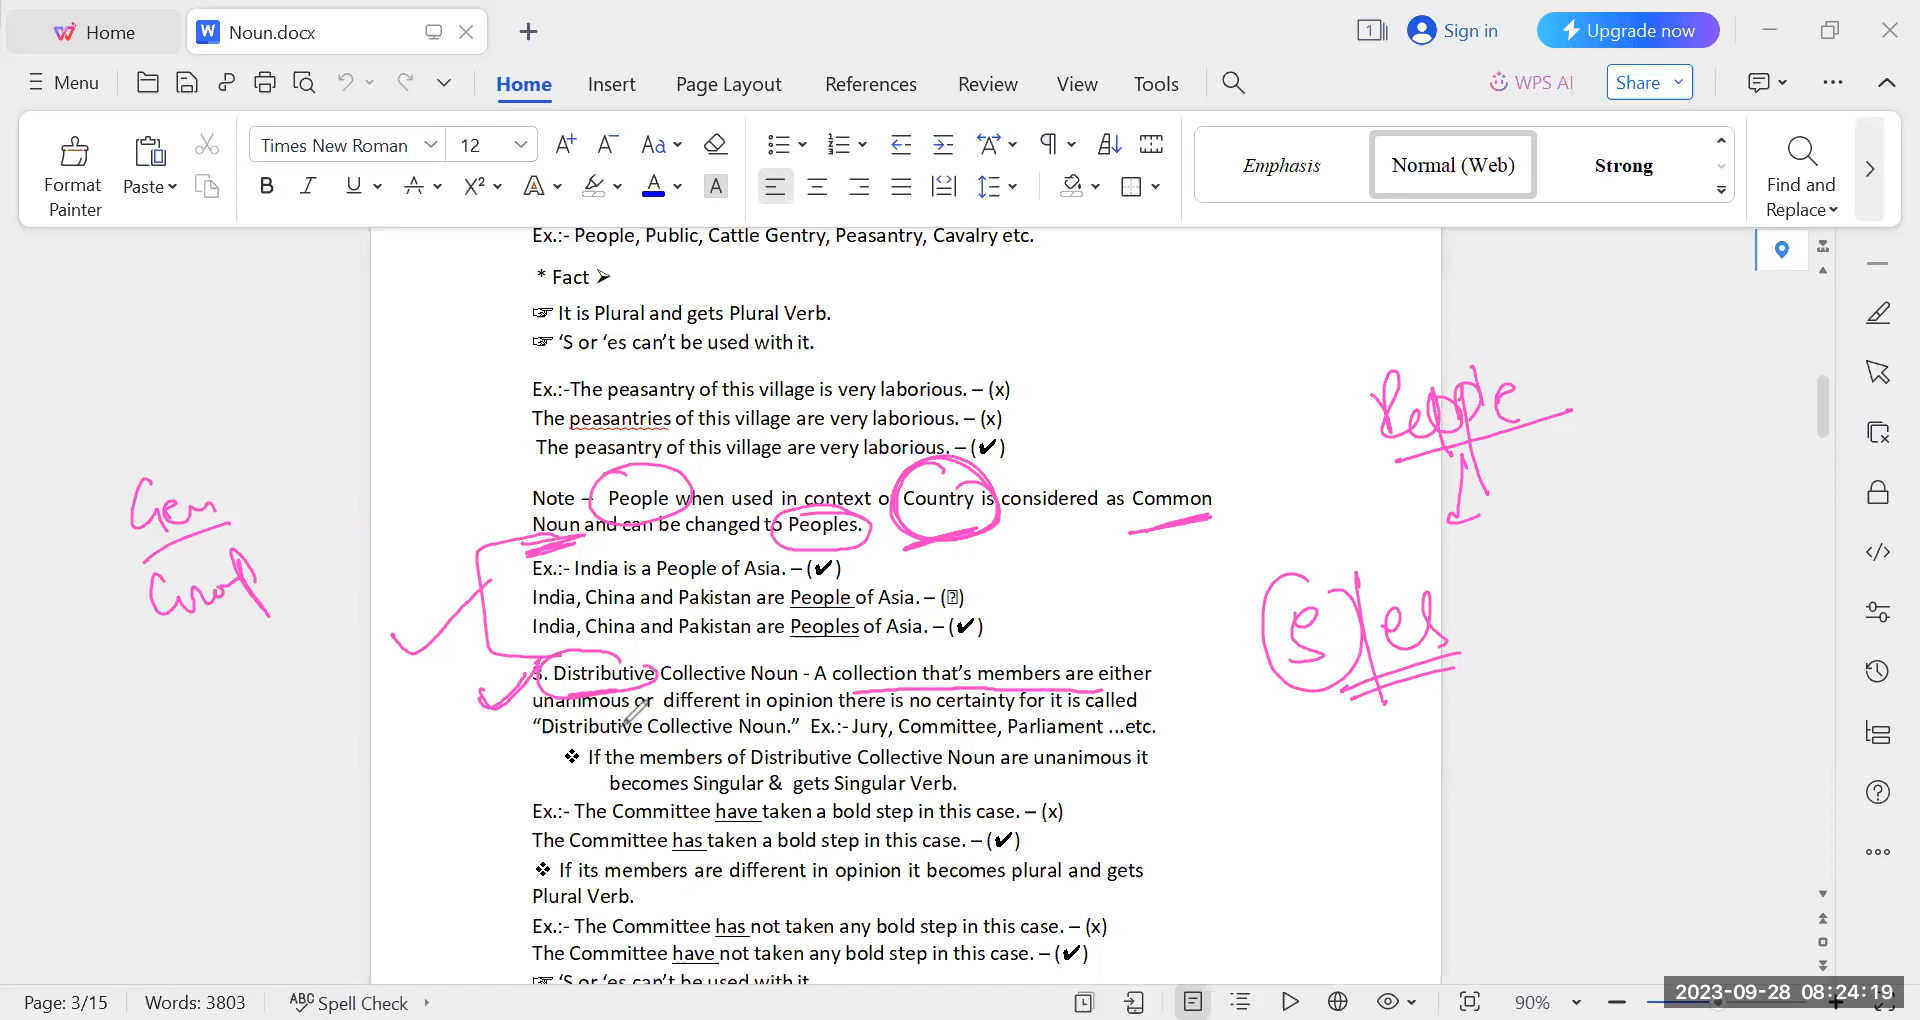 Home
Noun.docx
1
Sign in
Upgrade now
Menu
Home
Insert
Page Layout
References
Review
View
Tools
WPS AI
Share
Format
Painter
Paste
Times New Roman
12
Emphasis
Normal (Web)
Strong
Find and
Replace
Ex.:- People, Public, Cattle Gentry, Peasantry, Cavalry etc.
* Fact ➢
☞ It is Plural and gets Plural Verb.
☞ ‘S or ‘es can’t be used with it.
Ex.:-The peasantry of this village is very laborious. – (x)
The peasantries of this village are very laborious. – (x)
The peasantry of this village are very laborious. – (✔)
People
Note – People when used in context o Country is considered as Common
Noun and can be changed to Peoples.
Gen
Ex.:- India is a People of Asia. – (✔)
India, China and Pakistan are People of Asia. – (⍰)
India, China and Pakistan are Peoples of Asia. – (✔)
S es
3. Distributive Collective Noun - A collection that’s members are either
unanimous or different in opinion there is no certainty for it is called
“Distributive Collective Noun.” Ex.:- Jury, Committee, Parliament ...etc.
❖ If the members of Distributive Collective Noun are unanimous it
becomes Singular & gets Singular Verb.
Ex.:- The Committee have taken a bold step in this case. – (x)
The Committee has taken a bold step in this case. – (✔)
❖ If its members are different in opinion it becomes plural and gets
Plural Verb.
Ex.:- The Committee has not taken any bold step in this case. – (x)
The Committee have not taken any bold step in this case. – (✔)
☞ ‘S or ‘es can’t be used with it
Page: 3/15
Words: 3803
Spell Check
90%
2023-09-28 08:24:19